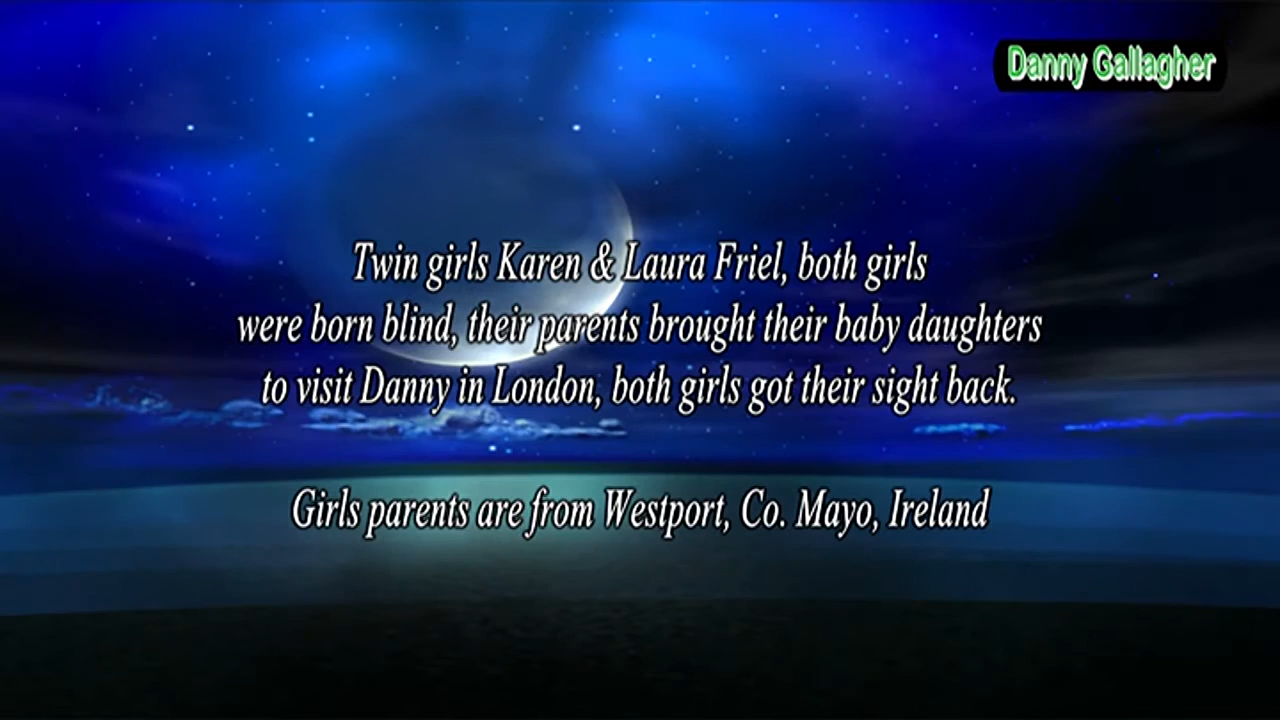 Danny Gallagher
Twin girls Karen & Laura Friel, both girls
were born blind, their parents brought their baby daughters
to visit Danny in London, both girls got their sight back.
Girls parents are from Westport, Co. Mayo, Ireland